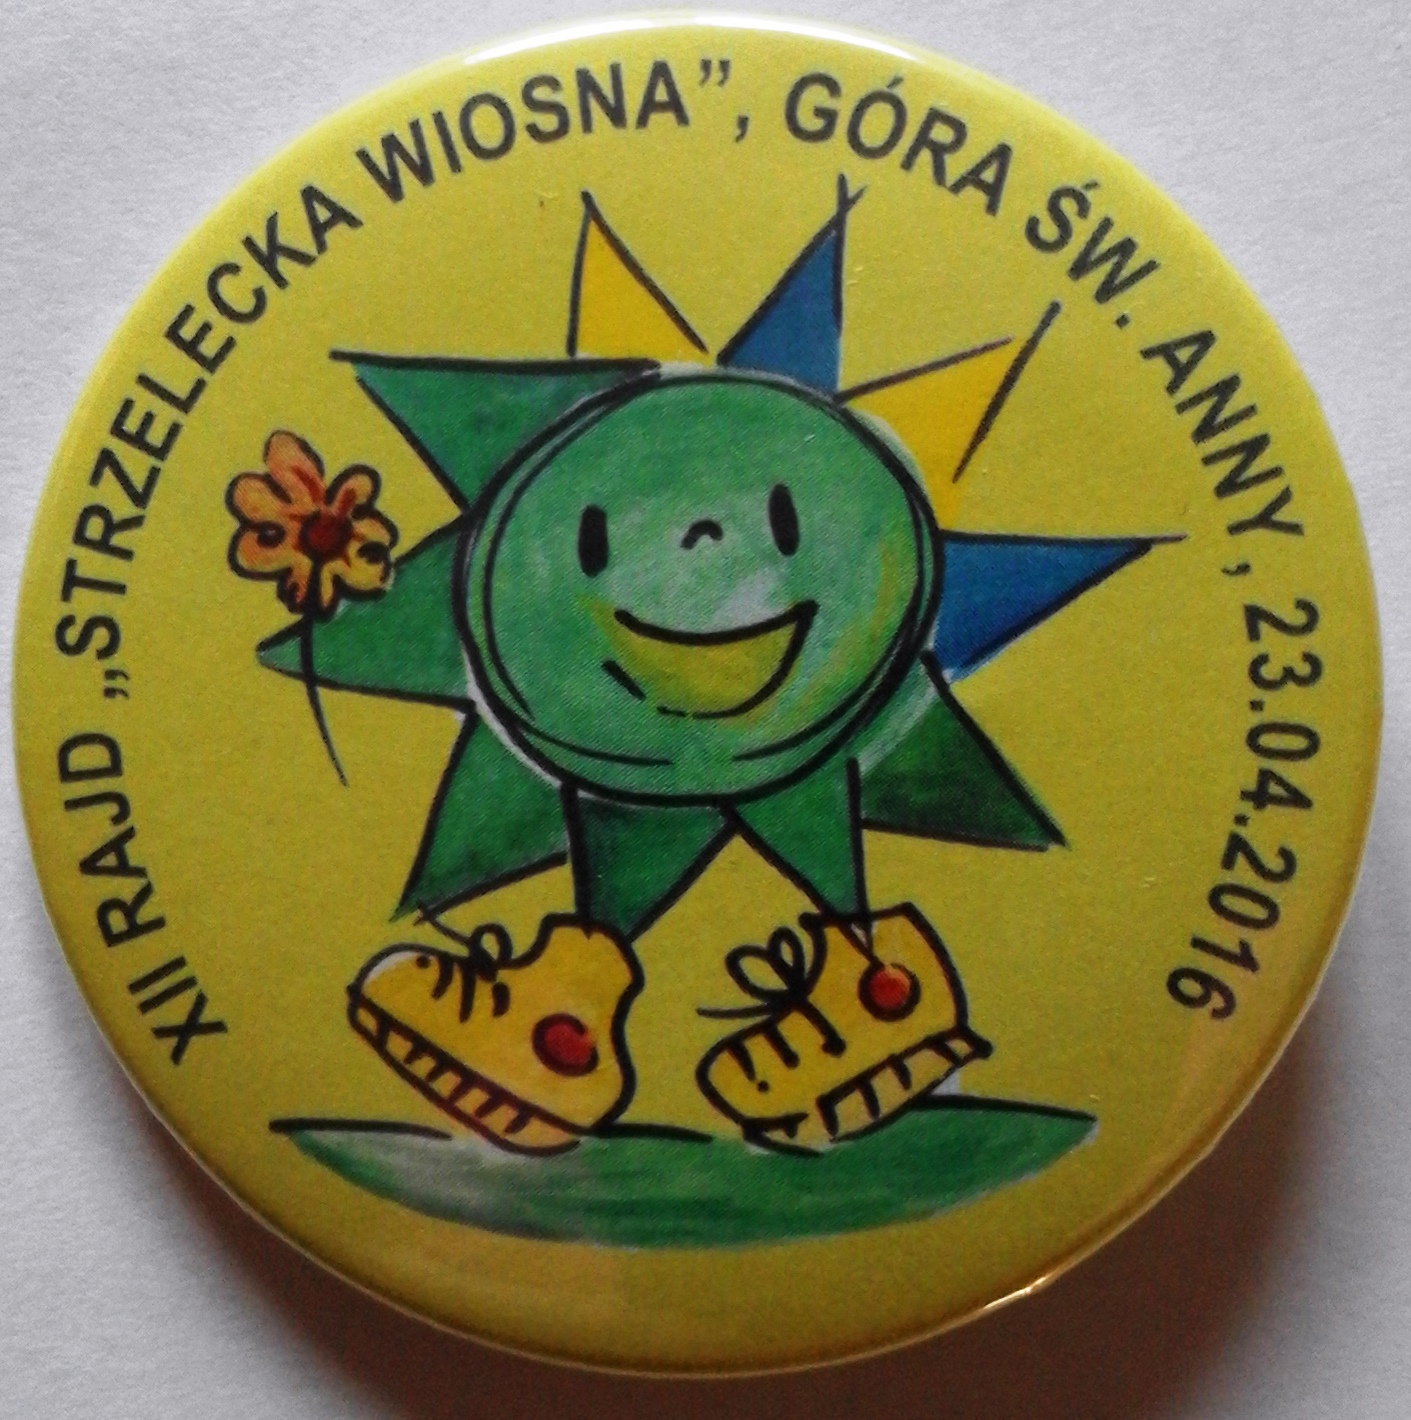 XII RAJD „STRZELECKA WIOSNA”, GÓRA ŚW. ANNY, 23.04.2016